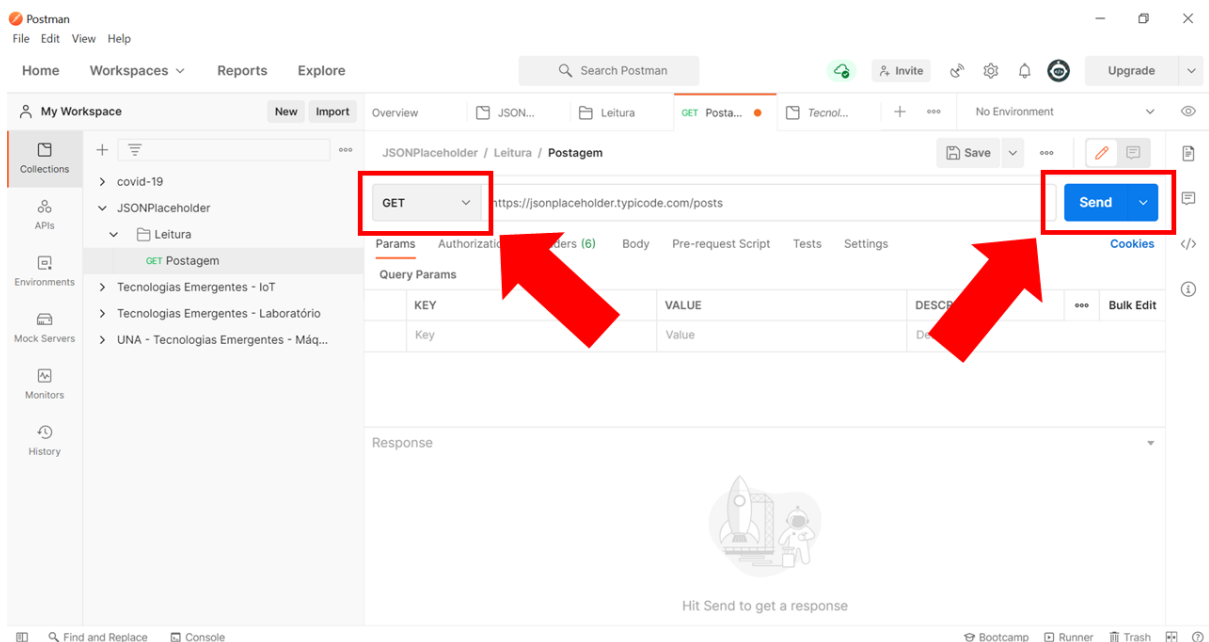 Postman
File Edit View Help
Home Workspaces Reports Explore Search Postman Invite Upgrade
My Workspace New Import Overview JSON... Leitura GET Posta... Tecnol... No Environment
Collections
APIs
Environments
Mock Servers
Monitors
History
covid-19
JSONPlaceholder
Leitura
GET Postagem
Tecnologias Emergentes - IoT
Tecnologias Emergentes - Laboratório
UNA - Tecnologias Emergentes - Máq...
JSONPlaceholder / Leitura / Postagem Save
GET https://jsonplaceholder.typicode.com/posts Send
Params (6) Body Pre-request Script Tests Settings Cookies
Query Params
KEY VALUE Bulk Edit
Key Value
Response
Hit Send to get a response
Find and Replace Console Bootcamp Runner Trash